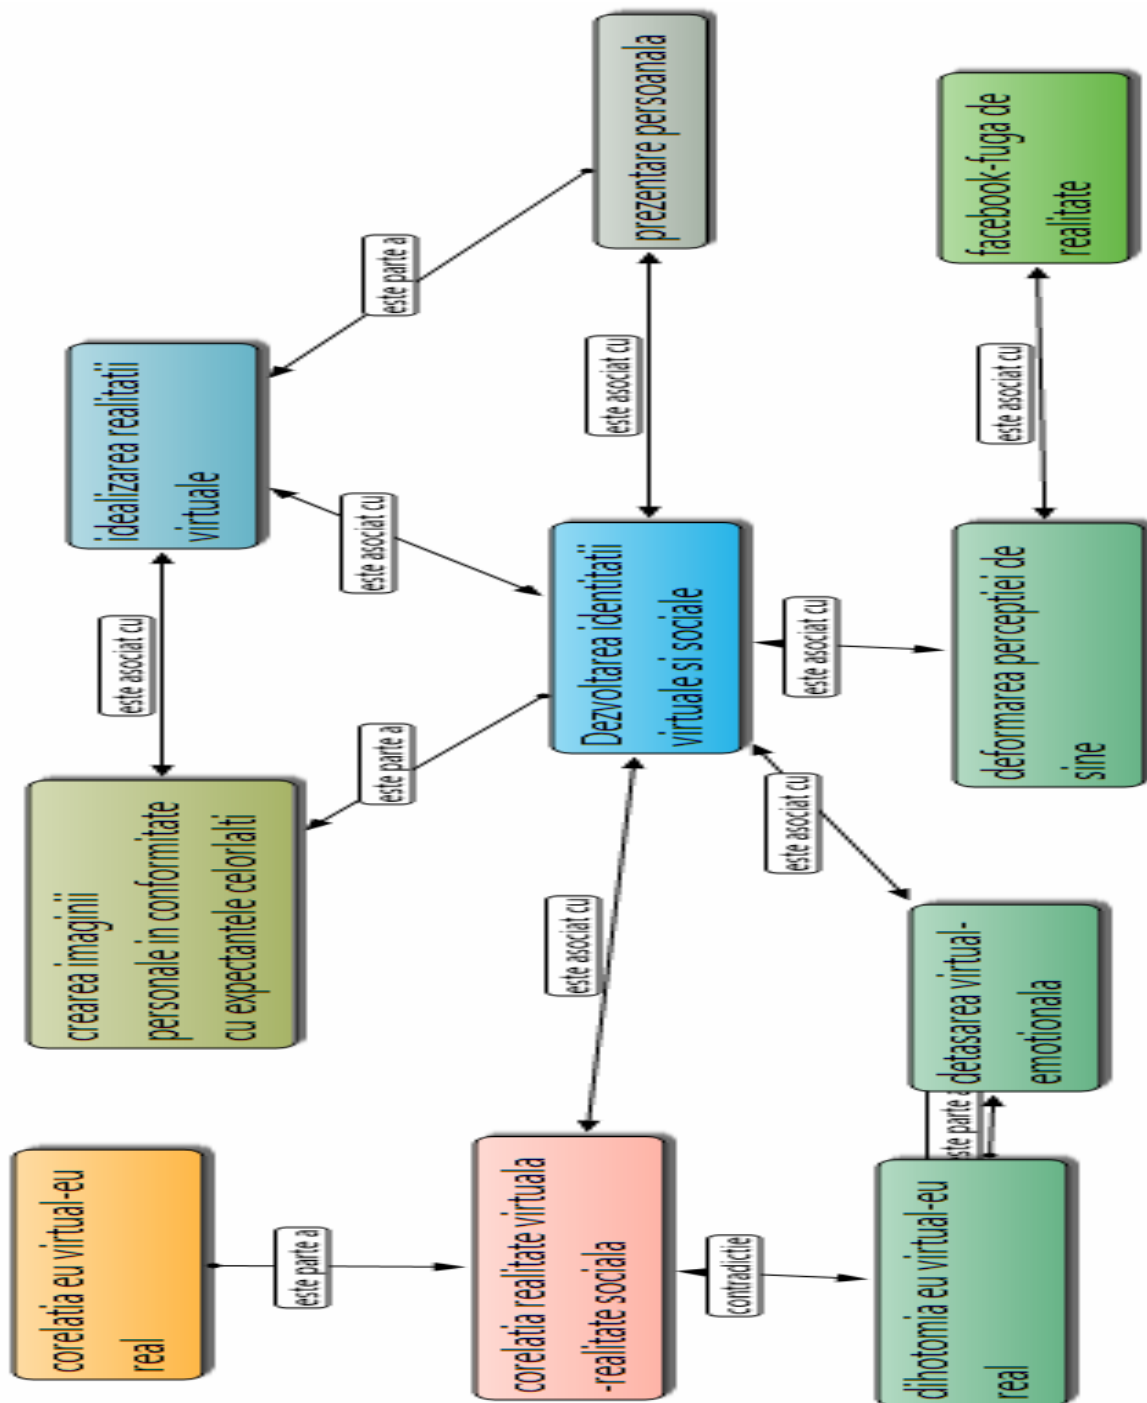 corelatia eu virtual-eu
real
crearea imaginii
personale in conformitate
cu expectantele celorlalti
este asociat cu
idealizarea realitatii
virtuale
este parte a
este parte a
este asociat cu
este parte a
corelatia realitate virtuala
-realitate sociala
este asociat cu
Dezvoltarea identitatii
virtuale si sociale
este asociat cu
prezentare persoanala
contradictie
este asociat cu
este asociat cu
dihotomia eu virtual-eu
real
ste parte a
detasarea virtual-
emotionala
deformarea perceptiei de
sine
este asociat cu
facebook-fuga de
realitate